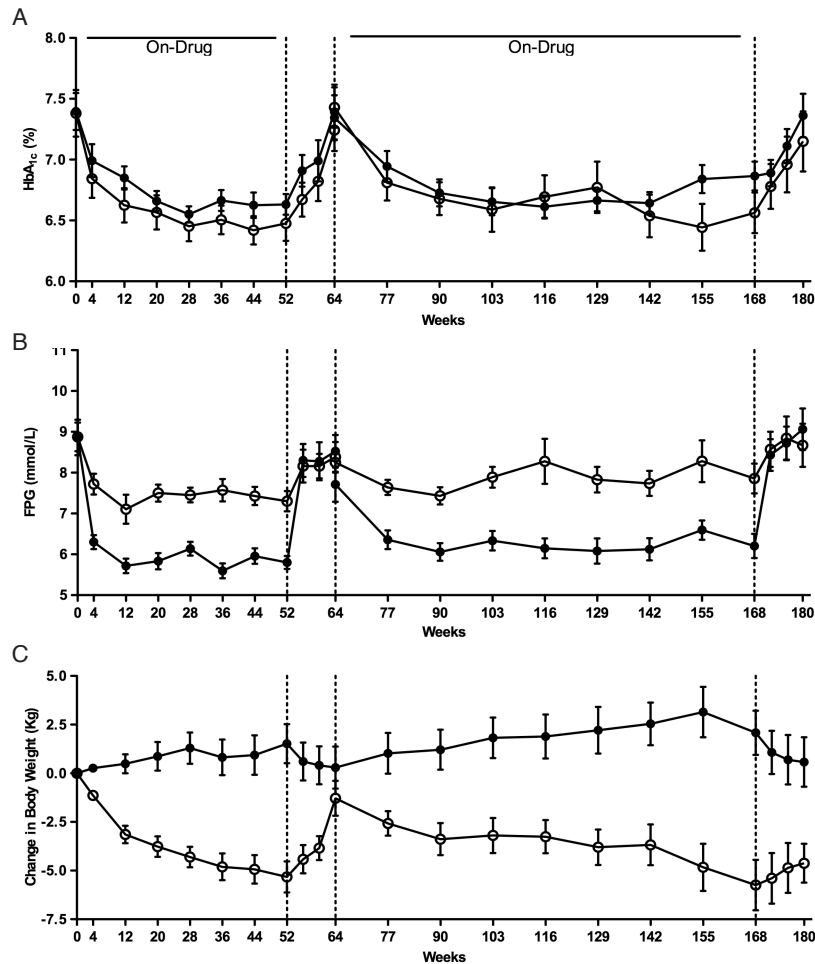 A
8.0
On-Drug On-Drug
7.5
7.0
6.5
6.0
HbA1c (%)
0 4 12 20 28 36 44 52 64 77 90 103 116 129 142 155 168 180
Weeks
B
11
10
9
8
7
6
5
FPG (mmol/L)
0 4 12 20 28 36 44 52 64 77 90 103 116 129 142 155 168 180
Weeks
C
5.0
2.5
0.0
-2.5
-5.0
-7.5
Change in Body Weight (Kg)
0 4 12 20 28 36 44 52 64 77 90 103 116 129 142 155 168 180
Weeks